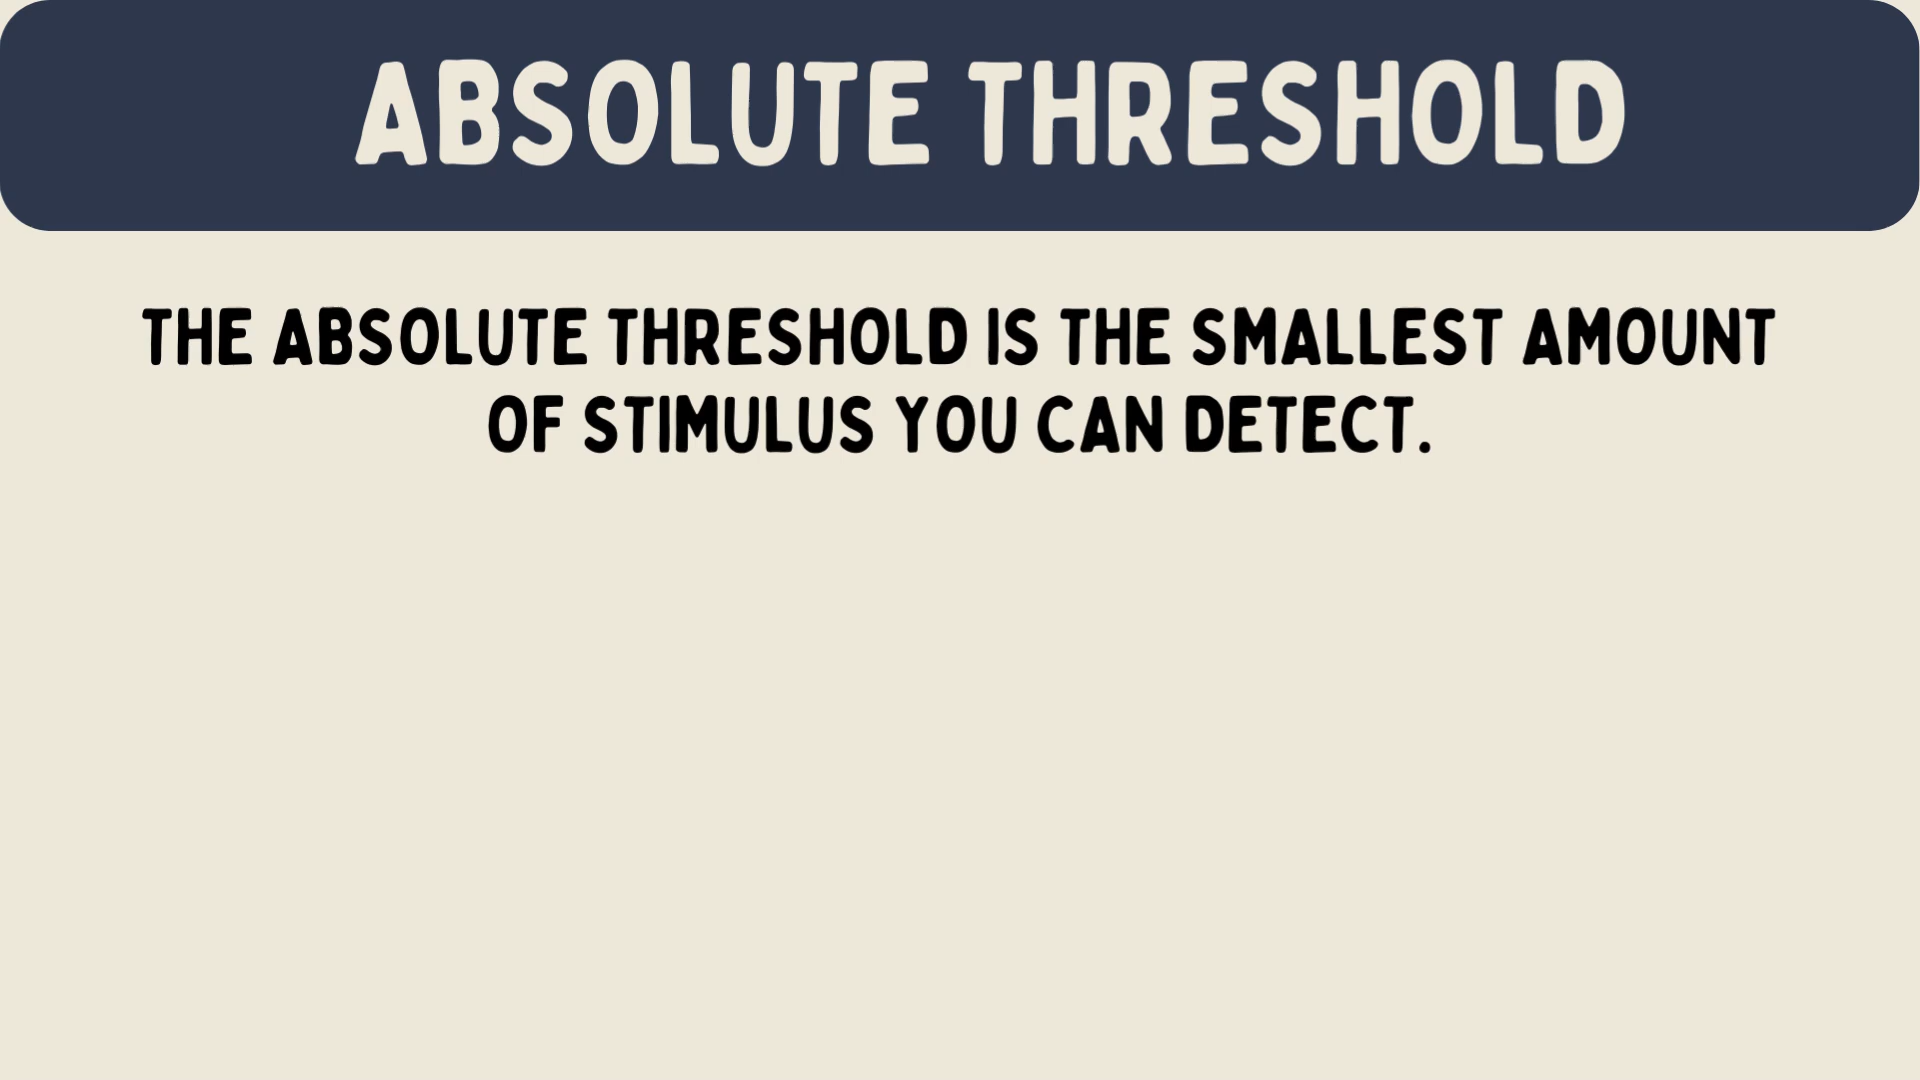 ABSOLUTE THRESHOLD
THE ABSOLUTE THRESHOLD IS THE SMALLEST AMOUNT
OF STIMULUS YOU CAN DETECT.